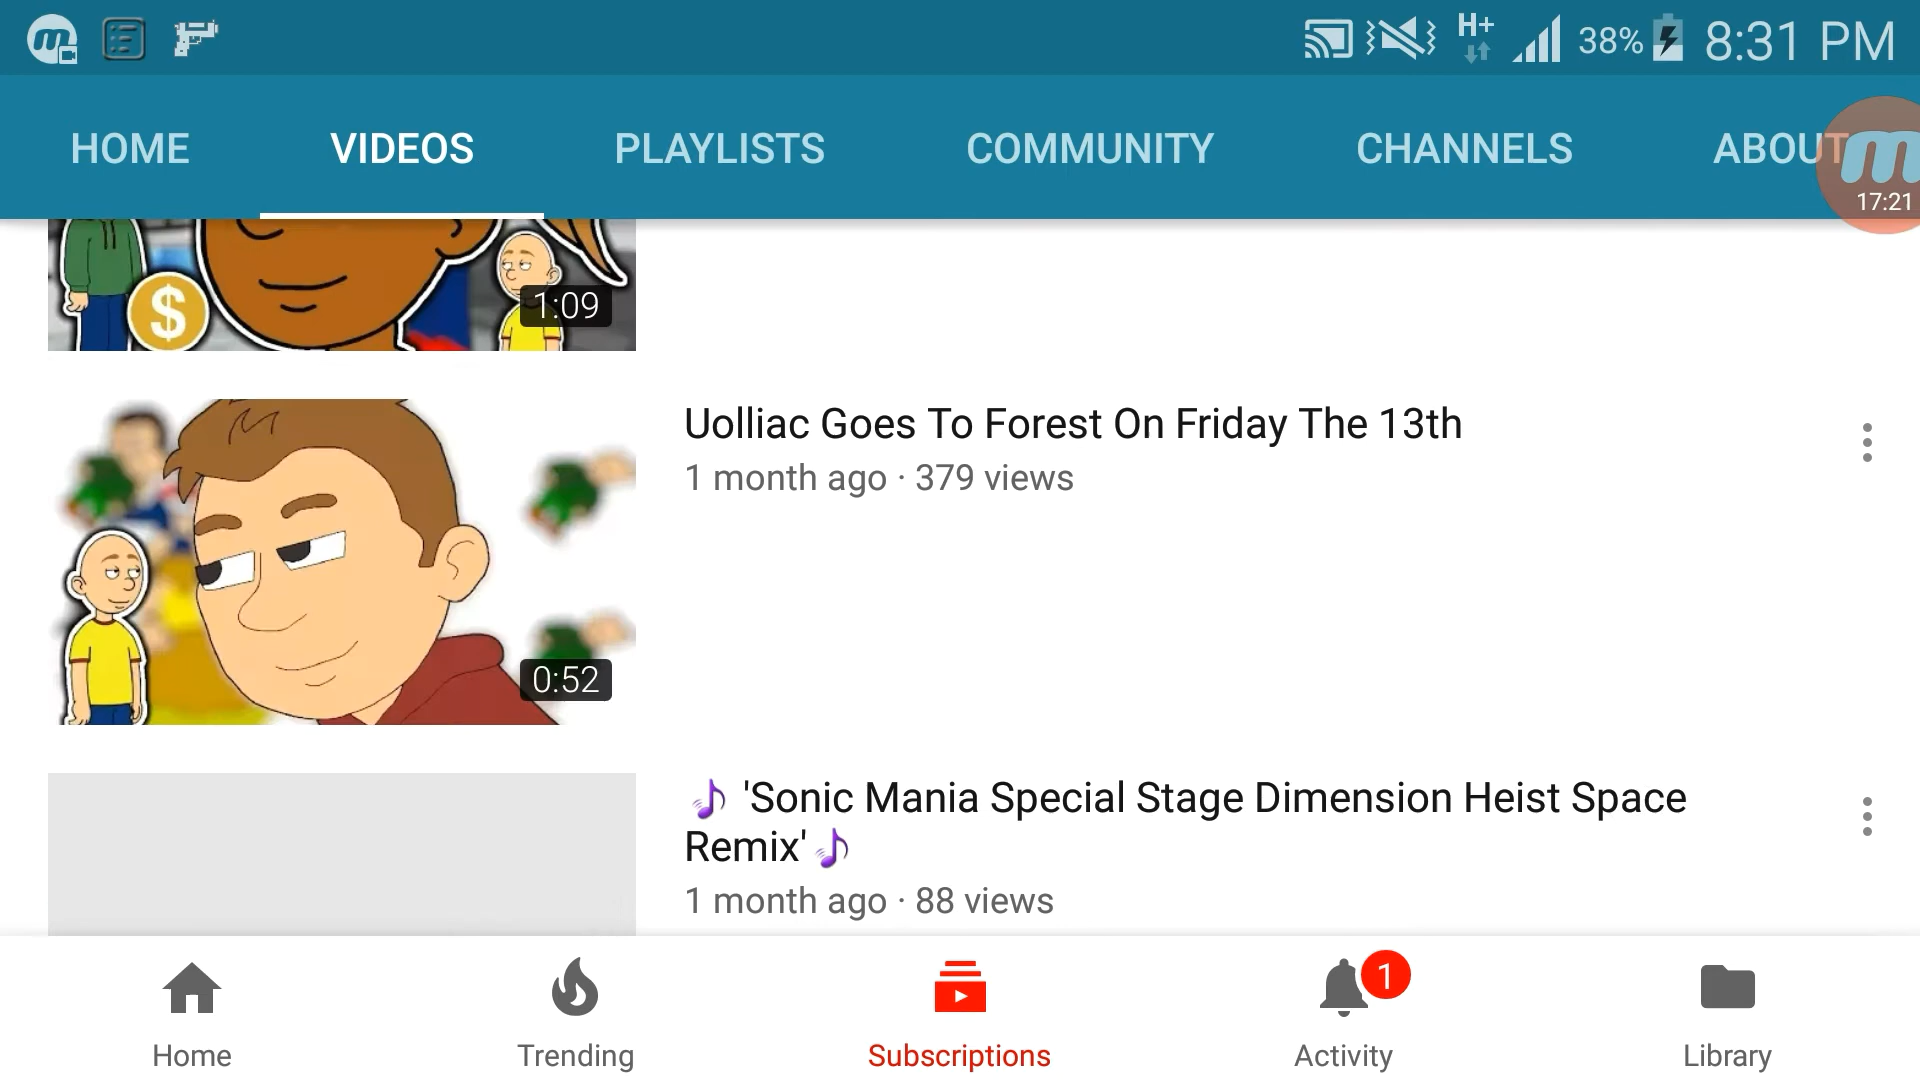 38% 8:31 PM
HOME VIDEOS PLAYLISTS COMMUNITY CHANNELS ABOUT
m
17:21
$
1:09
Uolliac Goes To Forest On Friday The 13th
1 month ago · 379 views
0:52
🎵 'Sonic Mania Special Stage Dimension Heist Space
Remix'🎵
1 month ago · 88 views
1
Home Trending Subscriptions Activity Library